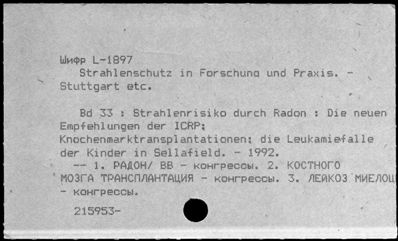 Шифр L-1897
Strahlenschutz in Forschung und Praxis. -
Stuttgart etc.
Bd 33 : Strahlenrisiko durch Radon : Die neuen
Empfehlungen der ICRP;
Knochenmarktransplantationen; die Leukamiefalle
der Kinder in Sellafield. - 1992.
-- 1. РАДОН/ ВВ - конгрессы. 2. КОСТНОГО
МОЗГА ТРАНСПЛАНТАЦИЯ - конгрессы. 3. ЛЕЙКОЗ МИЕЛОЦ
- конгрессы.
215953-